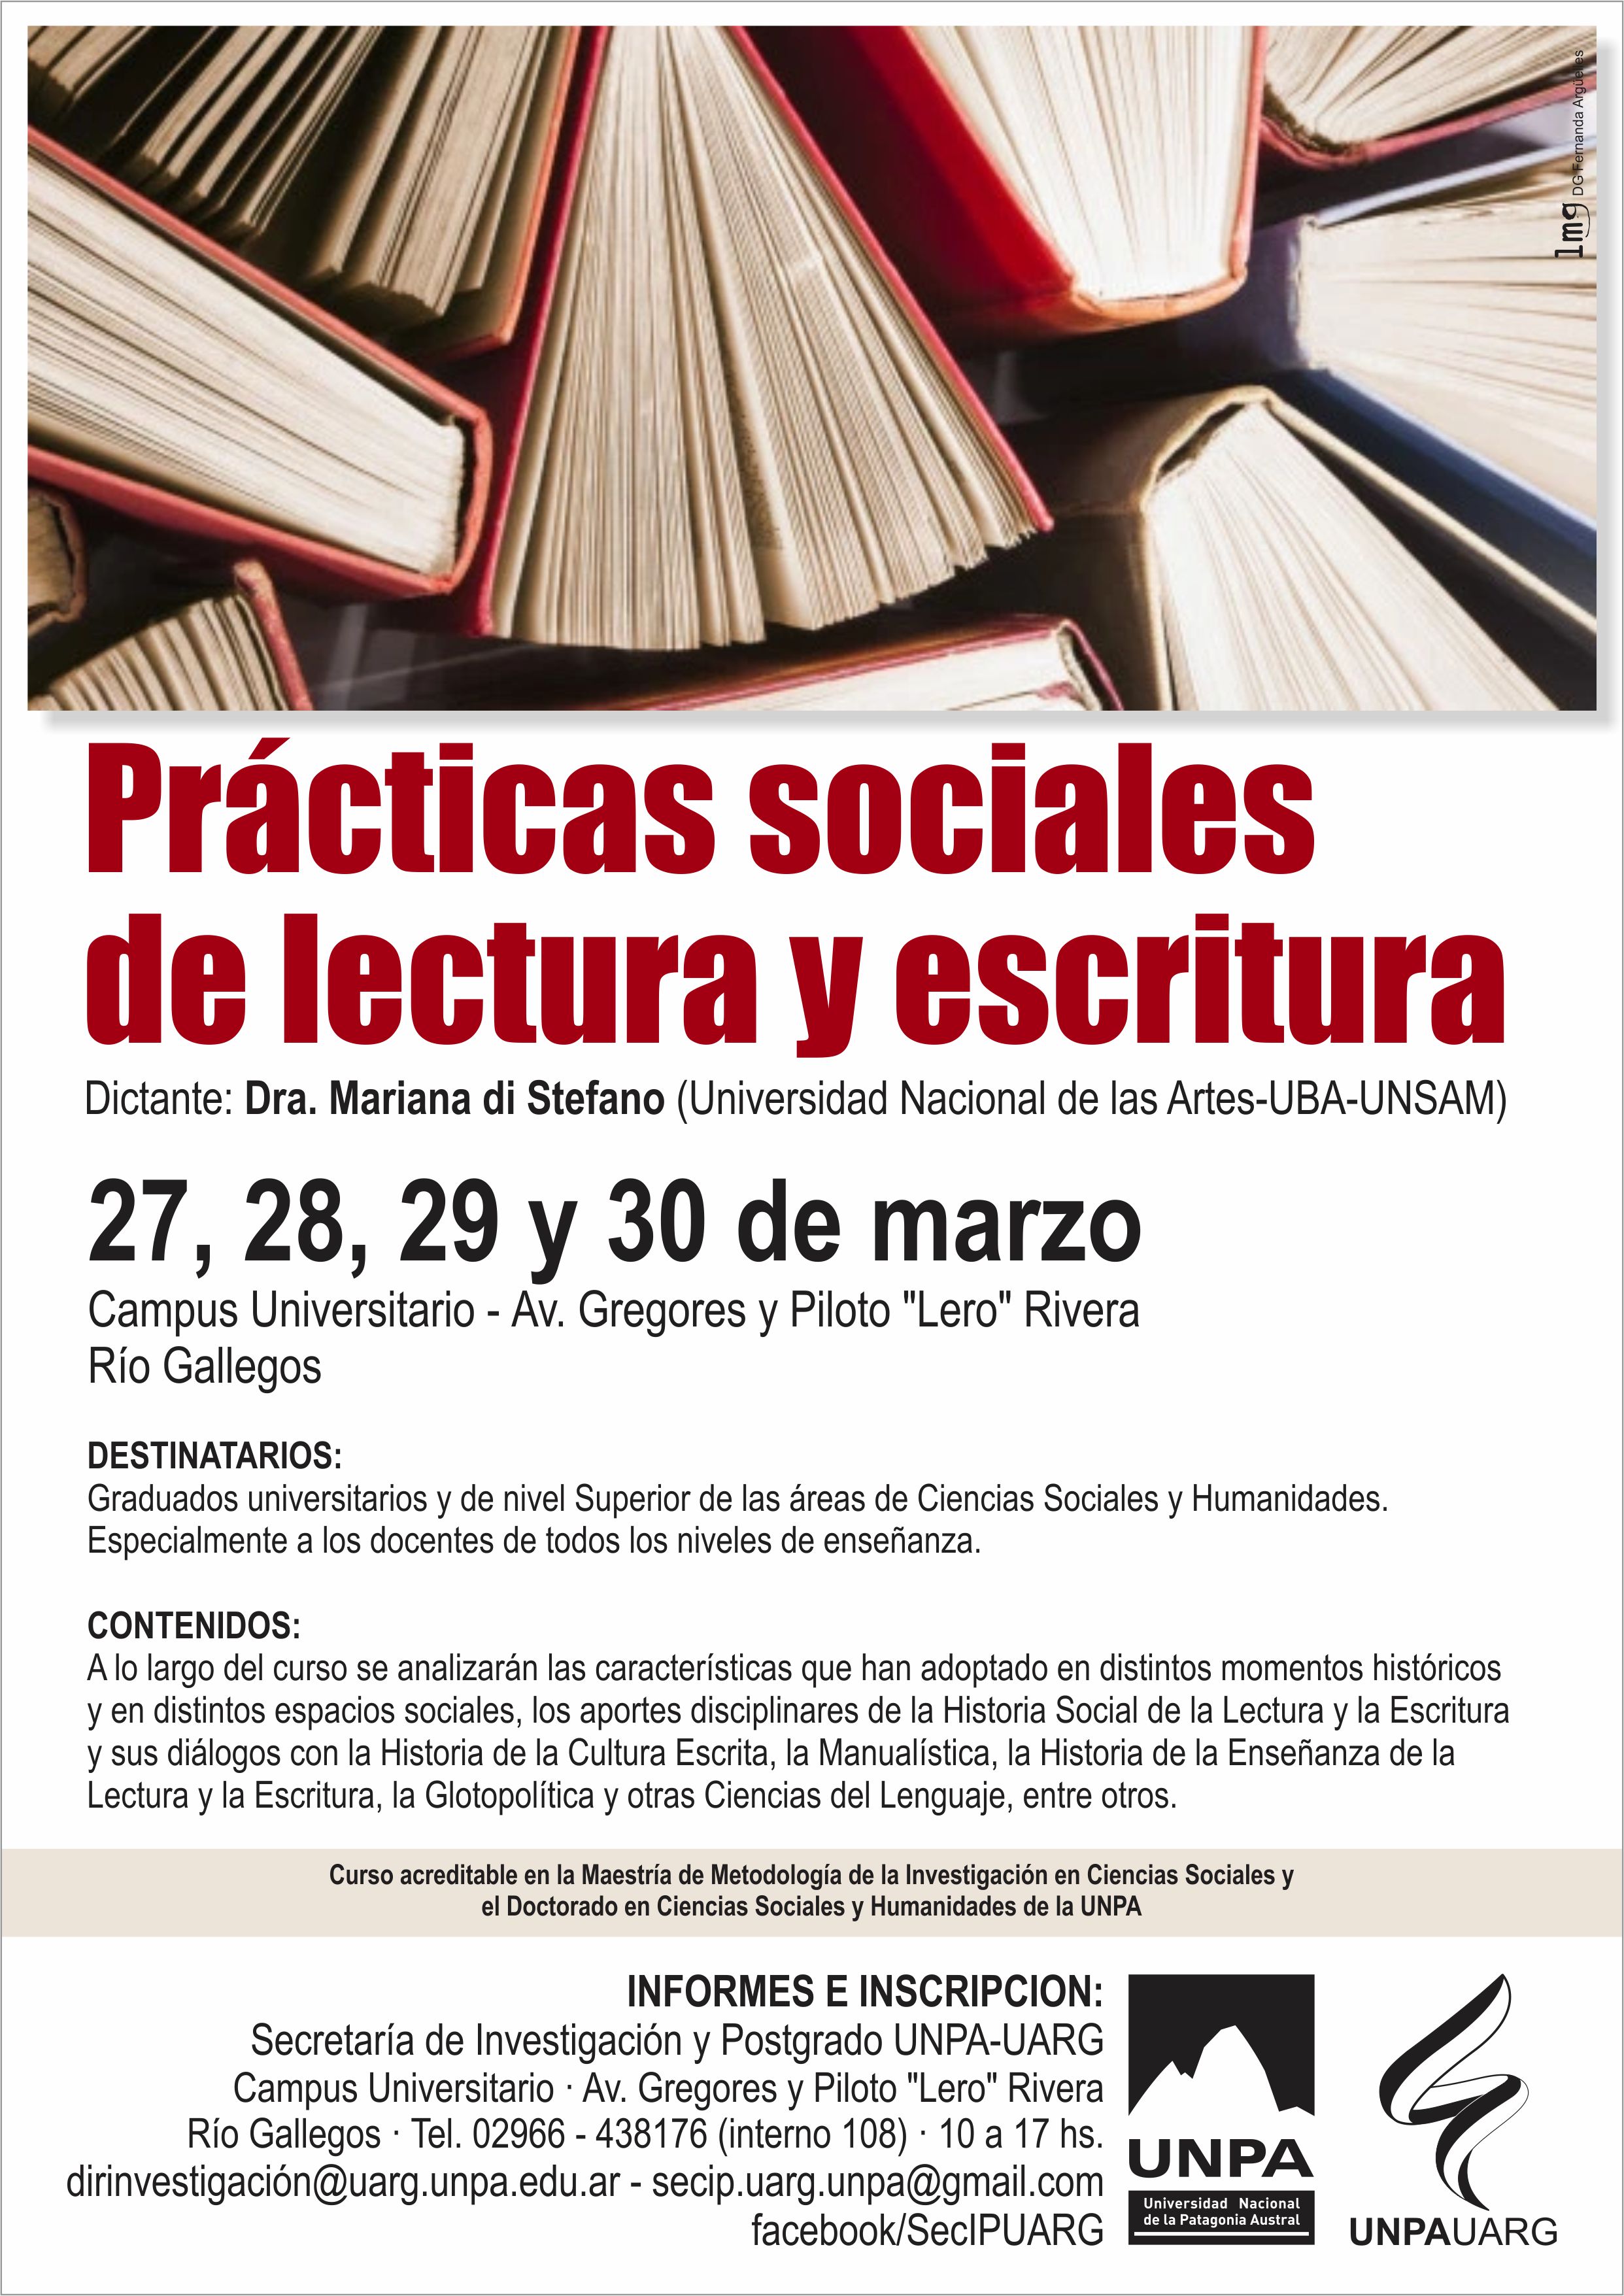 lmg DG Fernanda Argüelles
Prácticas sociales
de lectura y escritura
Dictante: Dra. Mariana di Stefano (Universidad Nacional de las Artes-UBA-UNSAM)
27, 28, 29 y 30 de marzo
Campus Universitario - Av. Gregores y Piloto "Lero" Rivera
Río Gallegos
DESTINATARIOS:
Graduados universitarios y de nivel Superior de las áreas de Ciencias Sociales y Humanidades.
Especialmente a los docentes de todos los niveles de enseñanza.
CONTENIDOS:
A lo largo del curso se analizarán las características que han adoptado en distintos momentos históricos
y en distintos espacios sociales, los aportes disciplinares de la Historia Social de la Lectura y la Escritura
y sus diálogos con la Historia de la Cultura Escrita, la Manualística, la Historia de la Enseñanza de la
Lectura y la Escritura, la Glotopolítica y otras Ciencias del Lenguaje, entre otros.
Curso acreditable en la Maestría de Metodología de la Investigación en Ciencias Sociales y
el Doctorado en Ciencias Sociales y Humanidades de la UNPA
INFORMES E INSCRIPCION:
Secretaría de Investigación y Postgrado UNPA-UARG
Campus Universitario · Av. Gregores y Piloto "Lero" Rivera
Río Gallegos · Tel. 02966 - 438176 (interno 108) · 10 a 17 hs.
dirinvestigación@uarg.unpa.edu.ar - secip.uarg.unpa@gmail.com
facebook/SecIPUARG
UNPA
Universidad Nacional
de la Patagonia Austral
UNPAUARG